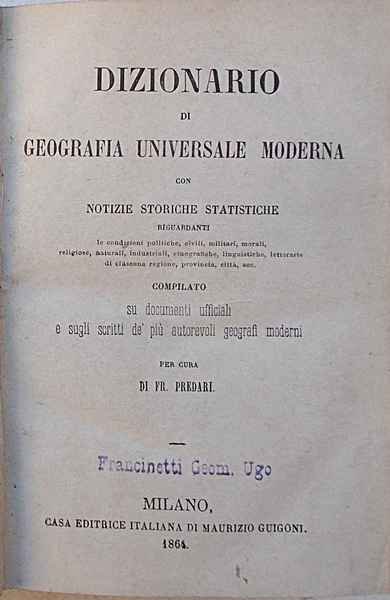 DIZIONARIO
DI
GEOGRAFIA UNIVERSALE MODERNA
CON
NOTIZIE STORICHE STATISTICHE
RIGUARDANTI
le condizioni politiche, civili, militari, morali,
religiose, naturali, industriali, etnografiche, linguistiche, letterarie
di ciascuna regione, provincia, città, ecc.
COMPILATO
su documenti ufficiali
e sugli scritti de' più autorevoli geografi moderni
PER CURA
DI FR. PREDARI.
Francinetti Geom. Ugo
MILANO,
CASA EDITRICE ITALIANA DI MAURIZIO GUIGONI.
1864.